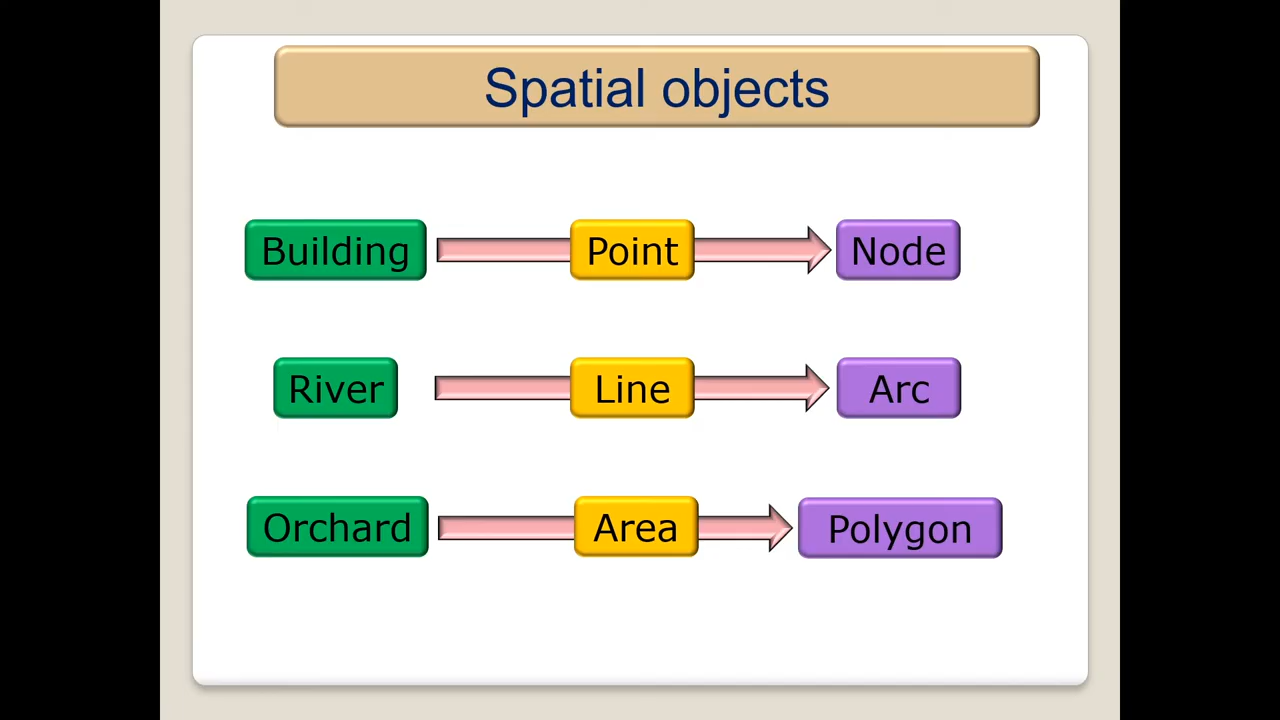 Spatial objects
Building Point Node
River Line Arc
Orchard Area Polygon